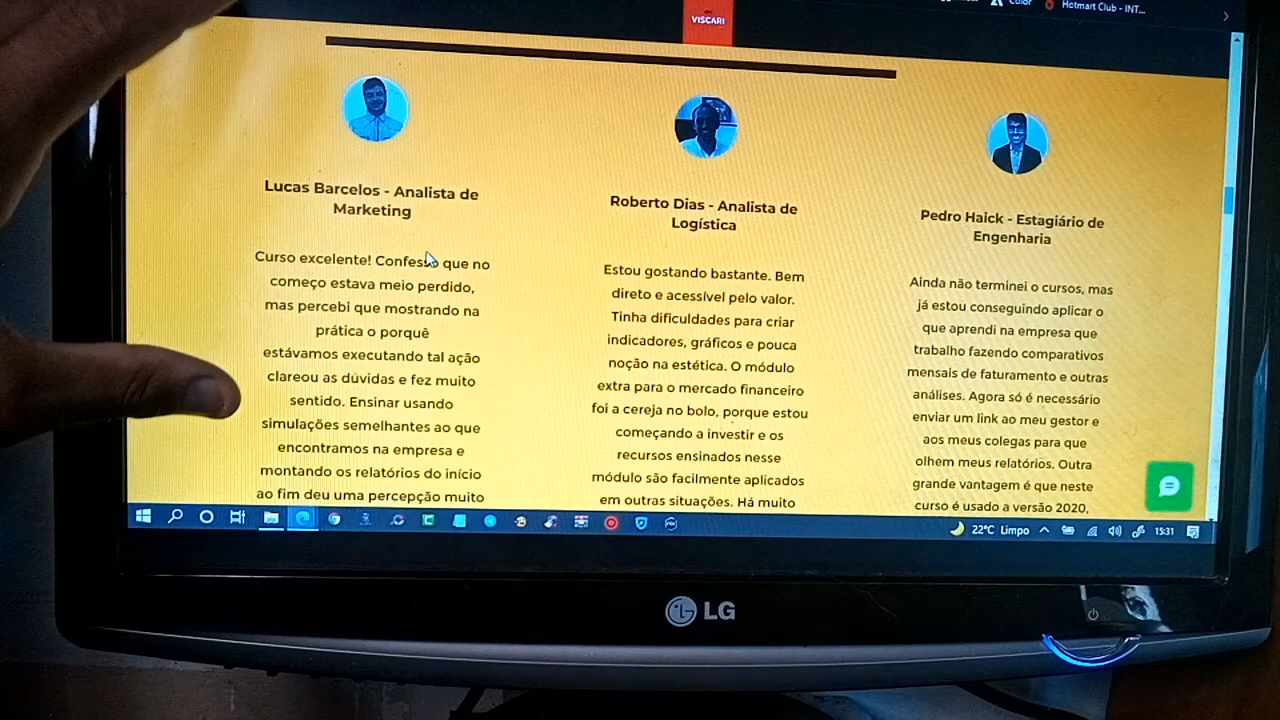 Hotmart Club - INT...
VISCARI
Lucas Barcelos - Analista de
Marketing
Curso excelente! Confesso que no
começo estava meio perdido,
mas percebi que mostrando na
prática o porquê
estávamos executando tal ação
clareou as dúvidas e fez muito
sentido. Ensinar usando
simulações semelhantes ao que
encontramos na empresa e
montando os relatórios do início
ao fim deu uma percepção muito
Roberto Dias - Analista de
Logística
Estou gostando bastante. Bem
direto e acessível pelo valor.
Tinha dificuldades para criar
indicadores, gráficos e pouca
noção na estética. O módulo
extra para o mercado financeiro
foi a cereja no bolo, porque estou
começando a investir e os
recursos ensinados nesse
módulo são facilmente aplicados
em outras situações. Há muito
Pedro Haick - Estagiário de
Engenharia
Ainda não terminei o cursos, mas
já estou conseguindo aplicar o
que aprendi na empresa que
trabalho fazendo comparativos
mensais de faturamento e outras
análises. Agora só é necessário
enviar um link ao meu gestor e
aos meus colegas para que
olhem meus relatórios. Outra
grande vantagem é que neste
curso é usado a versão 2020,
22°C Limpo
15:31
LG